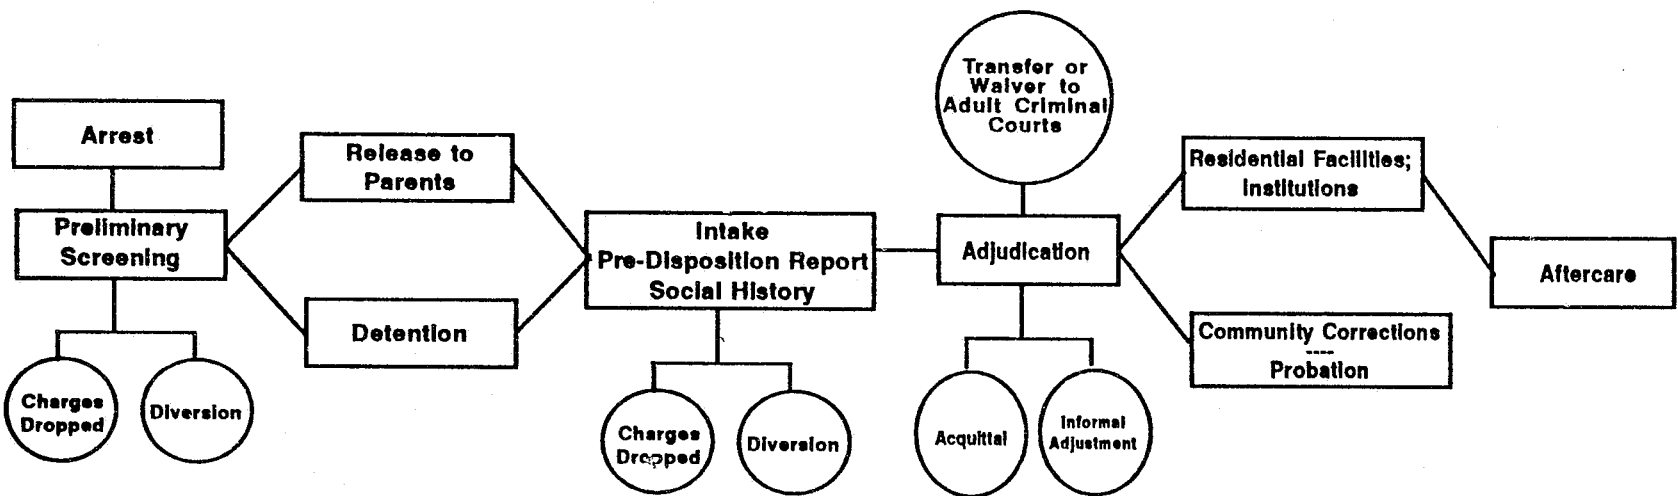 Arrest
Preliminary
Screening
Charges
Dropped
Diversion
Release to
Parents
Detention
Intake
Pre-Disposition Report
Social History
Charges
Dropped
Diversion
Transfer or
Waiver to
Adult Criminal
Courts
Adjudication
Acquittal
Informal
Adjustment
Residential Facilities;
Institutions
Community Corrections
----
Probation
Aftercare